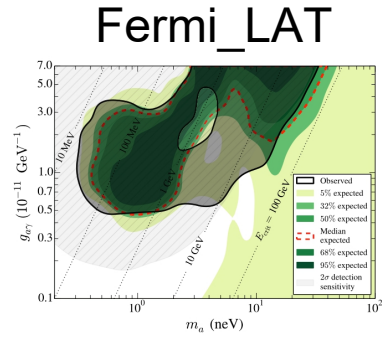 Fermi_LAT
7.0
5.0
3.0
1.0
0.7
0.5
0.3
0.1
g_{aγ} (10^{-11} GeV^{-1})
10 MeV
100 MeV
1 GeV
10 GeV
E_{crit} = 100 GeV
Observed
5% expected
32% expected
50% expected
Median
expected
68% expected
95% expected
2σ detection
sensitivity
10^0
10^1
10^2
m_a (neV)